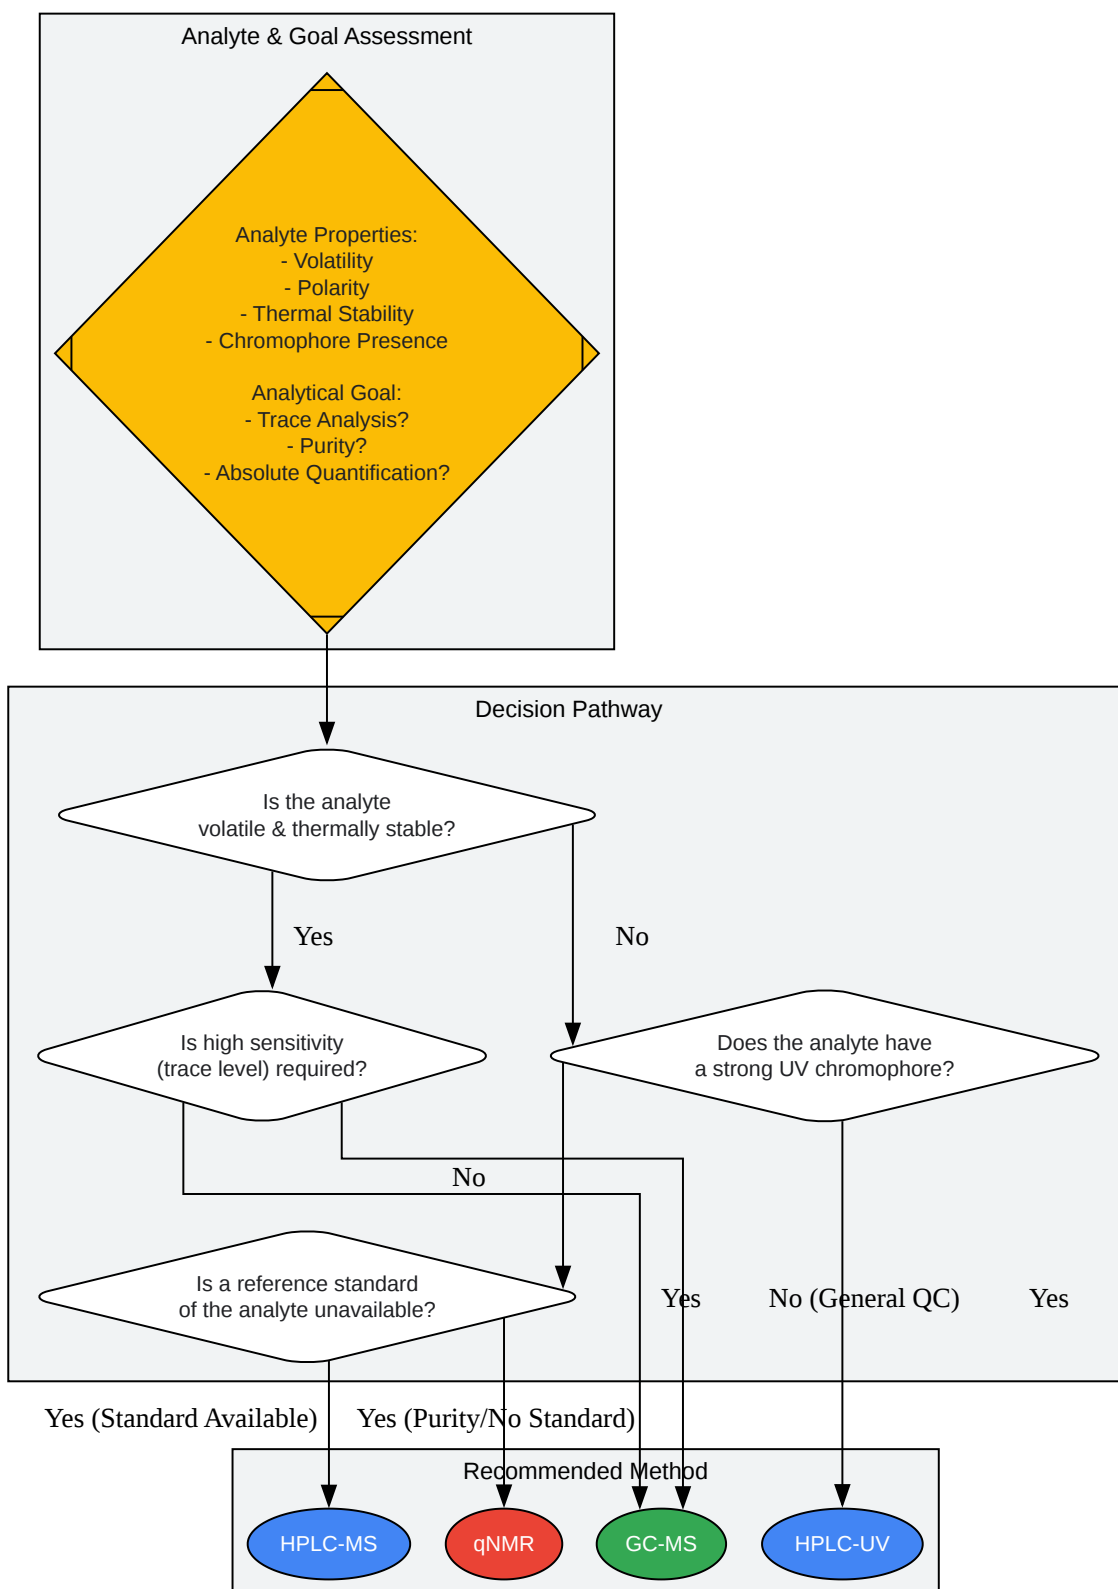 Analyte & Goal Assessment
Analyte Properties:
- Volatility
- Polarity
- Thermal Stability
- Chromophore Presence
Analytical Goal:
- Trace Analysis?
- Purity?
- Absolute Quantification?
Decision Pathway
Is the analyte
volatile & thermally stable?
Yes
No
Is high sensitivity
(trace level) required?
Does the analyte have
a strong UV chromophore?
No
Is a reference standard
of the analyte unavailable?
Yes
No (General QC)
Yes
Yes (Standard Available)
Yes (Purity/No Standard)
Recommended Method
HPLC-MS
qNMR
GC-MS
HPLC-UV